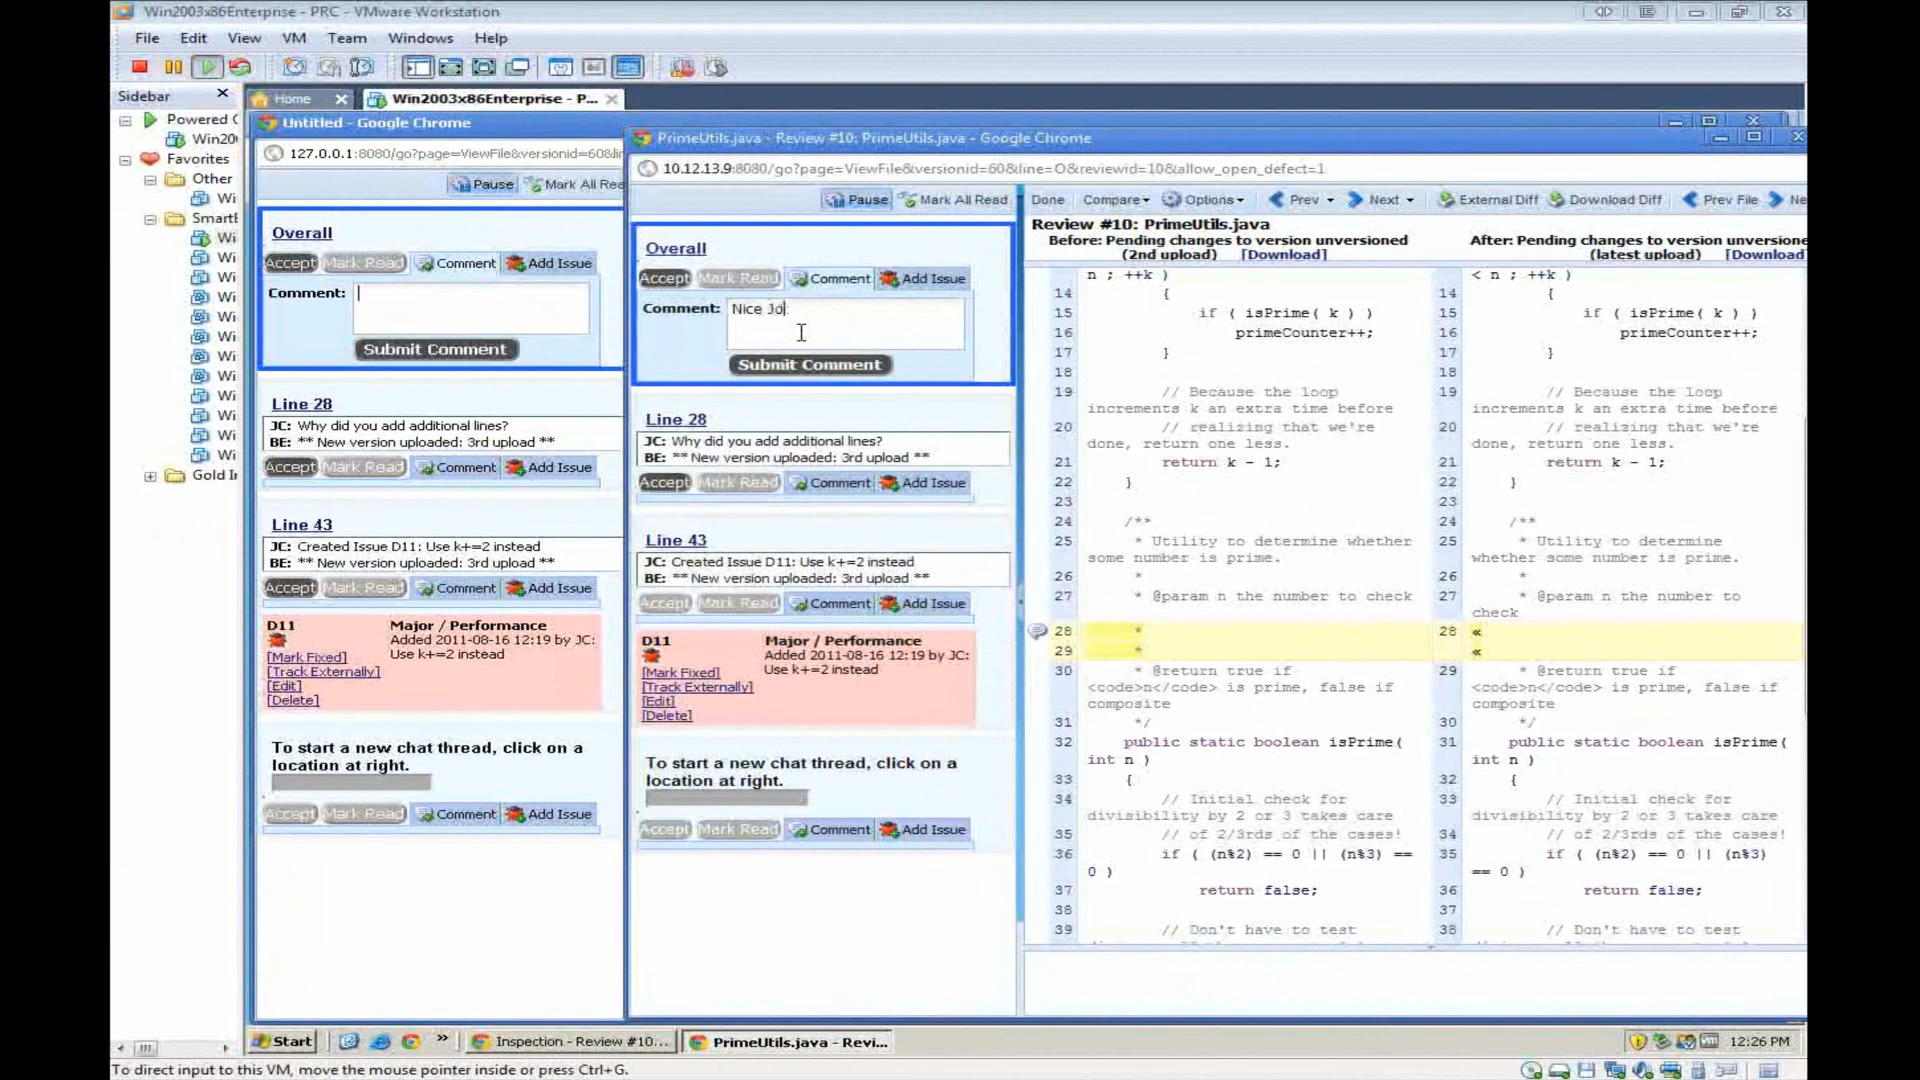 Win2003x86Enterprise - PRC - VMware Workstation
File Edit View VM Team Windows Help
Sidebar
Home
Win2003x86Enterprise - P...
Powered
Win20
Favorites
Other
Wi
Smart
Wi
Wi
Wi
Wi
Wi
Wi
Wi
Wi
Wi
Wi
Wi
Wi
Gold
Untitled - Google Chrome
127.0.0.1:8080/go?page=ViewFile&versionid=60&li
Pause Mark All Rea
Overall
Accept Mark Read Comment Add Issue
Comment:
Submit Comment
Line 28
JC: Why did you add additional lines?
BE: ** New version uploaded: 3rd upload **
Accept Mark Read Comment Add Issue
Line 43
JC: Created Issue D11: Use k+=2 instead
BE: ** New version uploaded: 3rd upload **
Accept Mark Read Comment Add Issue
D11 Major / Performance
Added 2011-08-16 12:19 by JC:
Use k+=2 instead
[Mark Fixed]
[Track Externally]
[Edit]
[Delete]
To start a new chat thread, click on a
location at right.
Accept Mark Read Comment Add Issue
PrimeUtils.java - Review #10: PrimeUtils.java - Google Chrome
10.12.13.9:8080/go?page=ViewFile&versionid=60&line=O&reviewid=10&allow_open_defect=1
Pause Mark All Read
Overall
Accept Mark Read Comment Add Issue
Comment: Nice Jo
Submit Comment
Line 28
JC: Why did you add additional lines?
BE: ** New version uploaded: 3rd upload **
Accept Mark Read Comment Add Issue
Line 43
JC: Created Issue D11: Use k+=2 instead
BE: ** New version uploaded: 3rd upload **
Accept Mark Read Comment Add Issue
D11 Major / Performance
Added 2011-08-16 12:19 by JC:
Use k+=2 instead
[Mark Fixed]
[Track Externally]
[Edit]
[Delete]
To start a new chat thread, click on a
location at right.
Accept Mark Read Comment Add Issue
Done Compare Options Prev Next External Diff Download Diff Prev File Ne
Review #10: PrimeUtils.java
Before: Pending changes to version unversioned
(2nd upload) [Download]
n ; ++k )
14 {
15 if ( isPrime( k ) )
16 primeCounter++;
17 }
18
19 // Because the loop
increments k an extra time before
20 // realizing that we're
done, return one less.
21 return k - 1;
22 }
23
24 /**
25 * Utility to determine whether
some number is prime.
26 *
27 * @param n the number to check
28 *
29 *
30 * @return true if
<code>n</code> is prime, false if
composite
31 */
32 public static boolean isPrime(
int n )
33 {
34 // Initial check for
divisibility by 2 or 3 takes care
35 // of 2/3rds of the cases!
36 if ( (n%2) == 0 || (n%3) ==
0 )
37 return false;
38
39 // Don't have to test
After: Pending changes to version unversione
(latest upload) [Download
< n ; ++k )
14 {
15 if ( isPrime( k ) )
16 primeCounter++;
17 }
18
19 // Because the loop
increments k an extra time before
20 // realizing that we're
done, return one less.
21 return k - 1;
22 }
23
24 /**
25 * Utility to determine
whether some number is prime.
26 *
27 * @param n the number to
check
28 «
«
29 * @return true if
<code>n</code> is prime, false if
composite
30 */
31 public static boolean isPrime(
int n )
32 {
33 // Initial check for
divisibility by 2 or 3 takes care
34 // of 2/3rds of the cases!
35 if ( (n%2) == 0 || (n%3)
== 0 )
36 return false;
37
38 // Don't have to test
Start Inspection - Review #10... PrimeUtils.java - Revi... 12:26 PM
To direct input to this VM, move the mouse pointer inside or press Ctrl+G.